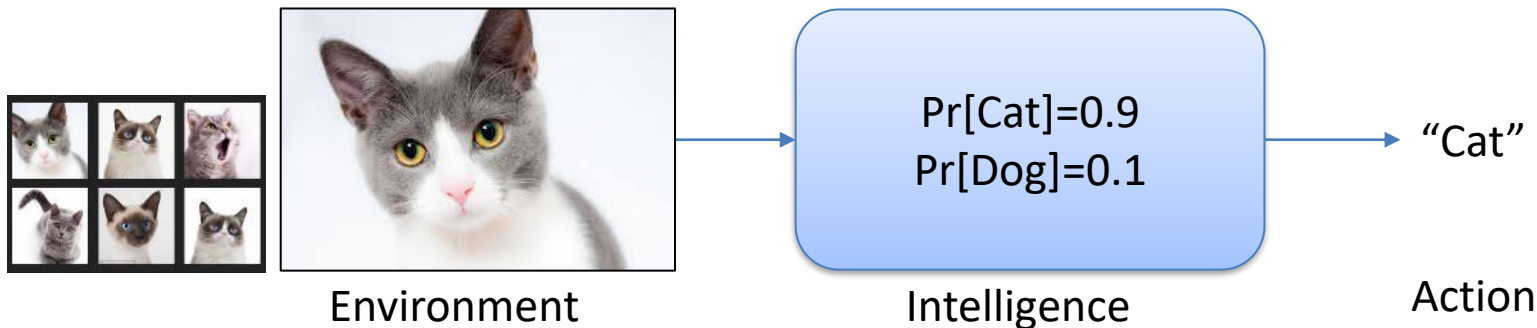 Pr[Cat]=0.9
Pr[Dog]=0.1
“Cat”
Environment
Intelligence
Action